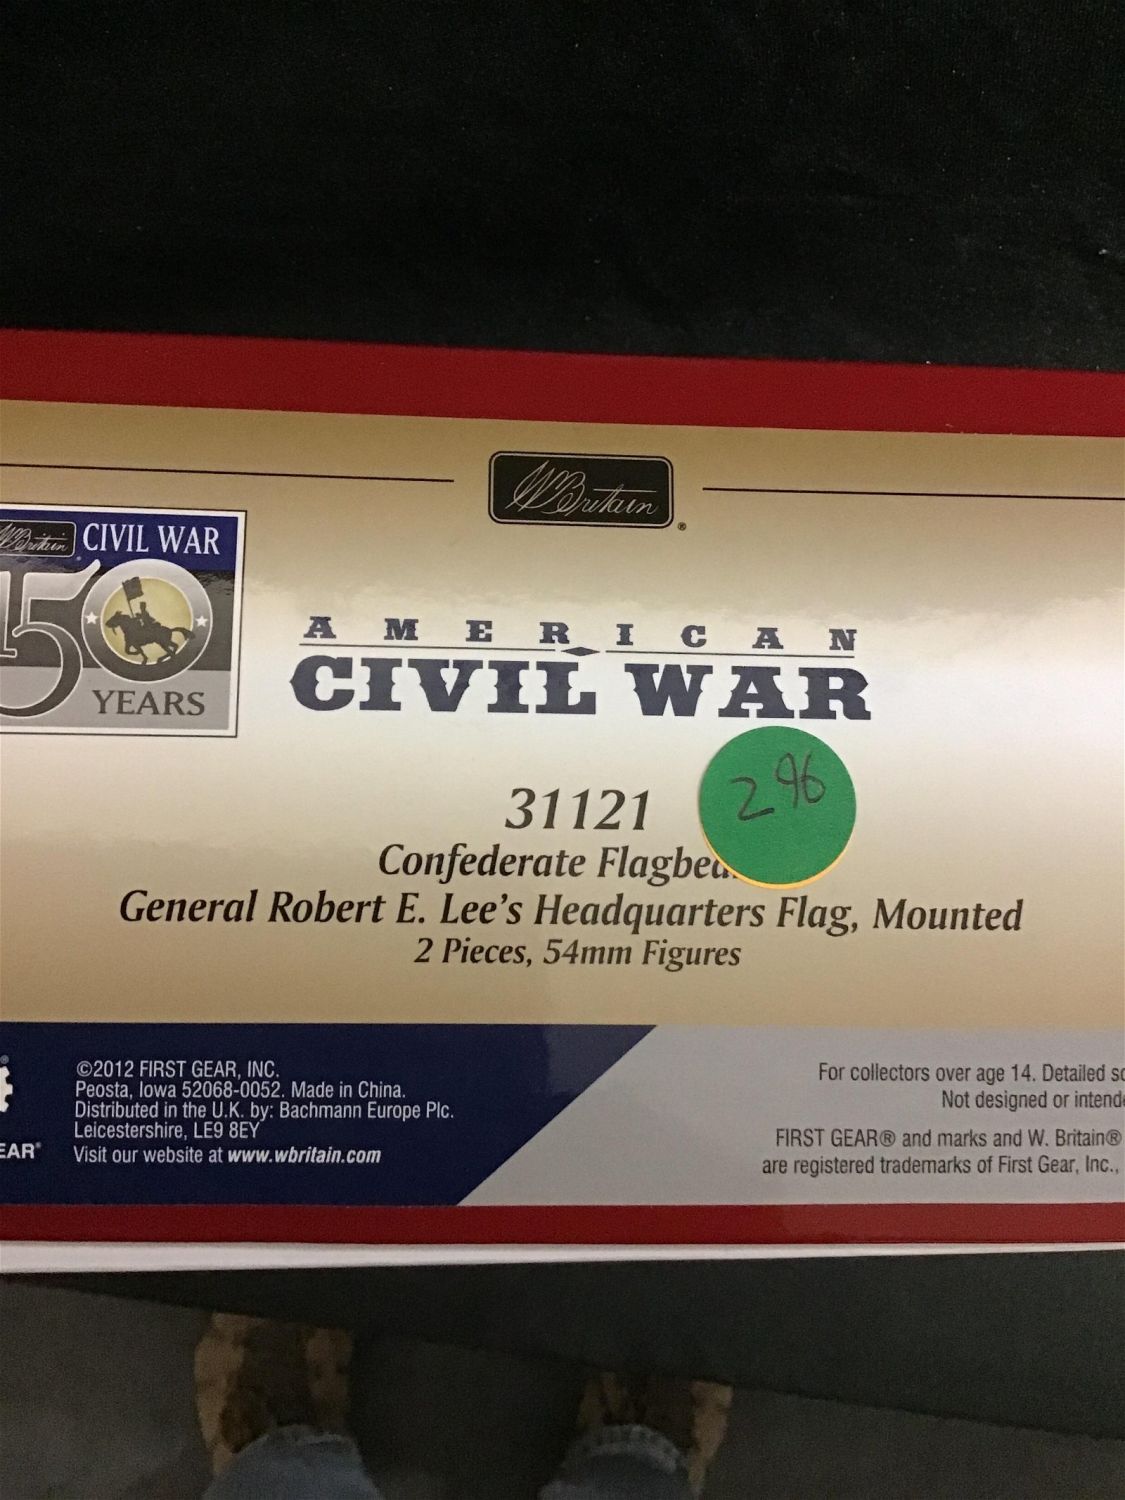 W Britain ®
W Britain CIVIL WAR
150
YEARS
AMERICAN
CIVIL WAR
296
31121
Confederate
General Robert E. Lee's Headquarters Flag, Mounted
2 Pieces, 54mm Figures
©2012 FIRST GEAR, INC.
Peosta, Iowa 52068-0052. Made in China.
Distributed in the U.K. by: Bachmann Europe Plc.
Leicestershire, LE9 8EY
Visit our website at www.wbritain.com
EAR®
For collectors over age 14. Detailed
Not designed or
FIRST GEAR® and marks and W. Britain®
are registered trademarks of First Gear, Inc.,